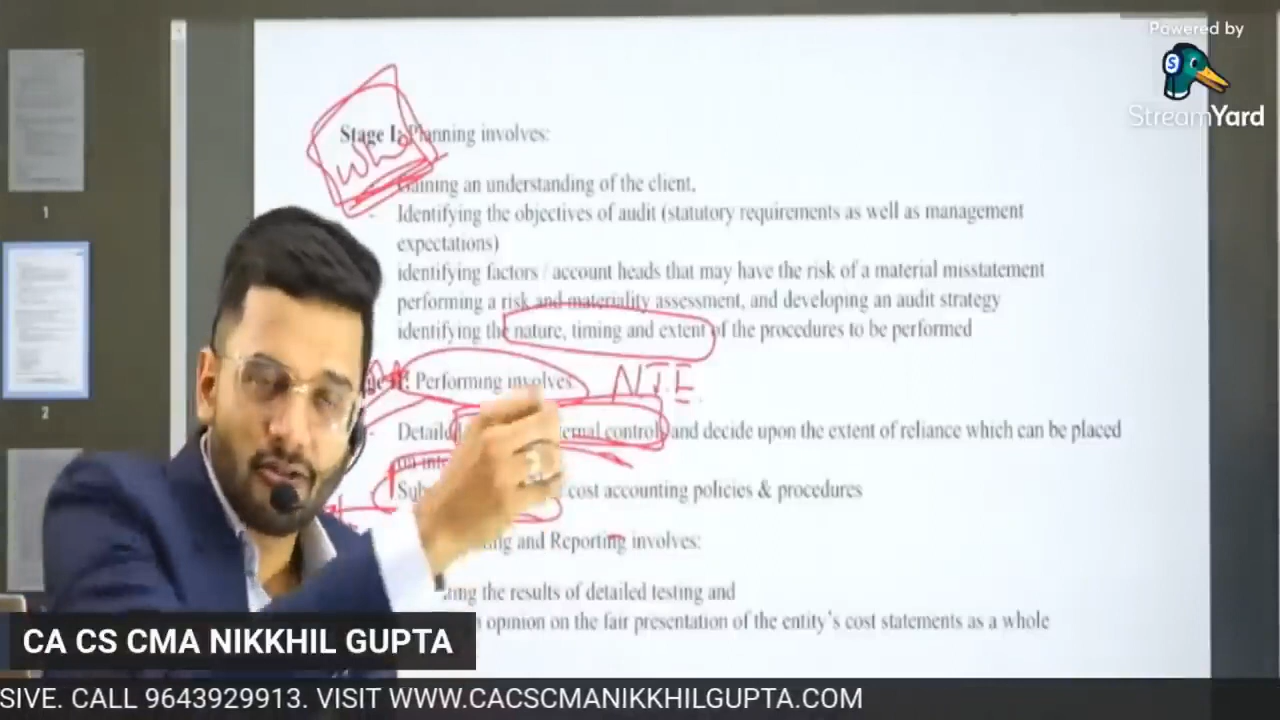 Powered by
StreamYard
Stage I: Planning involves:
Gaining an understanding of the client,
- Identifying the objectives of audit (statutory requirements as well as management
expectations)
identifying factors / account heads that may have the risk of a material misstatement
performing a risk and materiality assessment, and developing an audit strategy
identifying the nature, timing and extent of the procedures to be performed
Performing involves
N.T.E.
- Detailed control and decide upon the extent of reliance which can be placed
cost accounting policies & procedures
and Reporting involves:
the results of detailed testing and
opinion on the fair presentation of the entity's cost statements as a whole
1
2
CA CS CMA NIKKHIL GUPTA
SIVE. CALL 9643929913. VISIT WWW.CACSCMANIKKHILGUPTA.COM